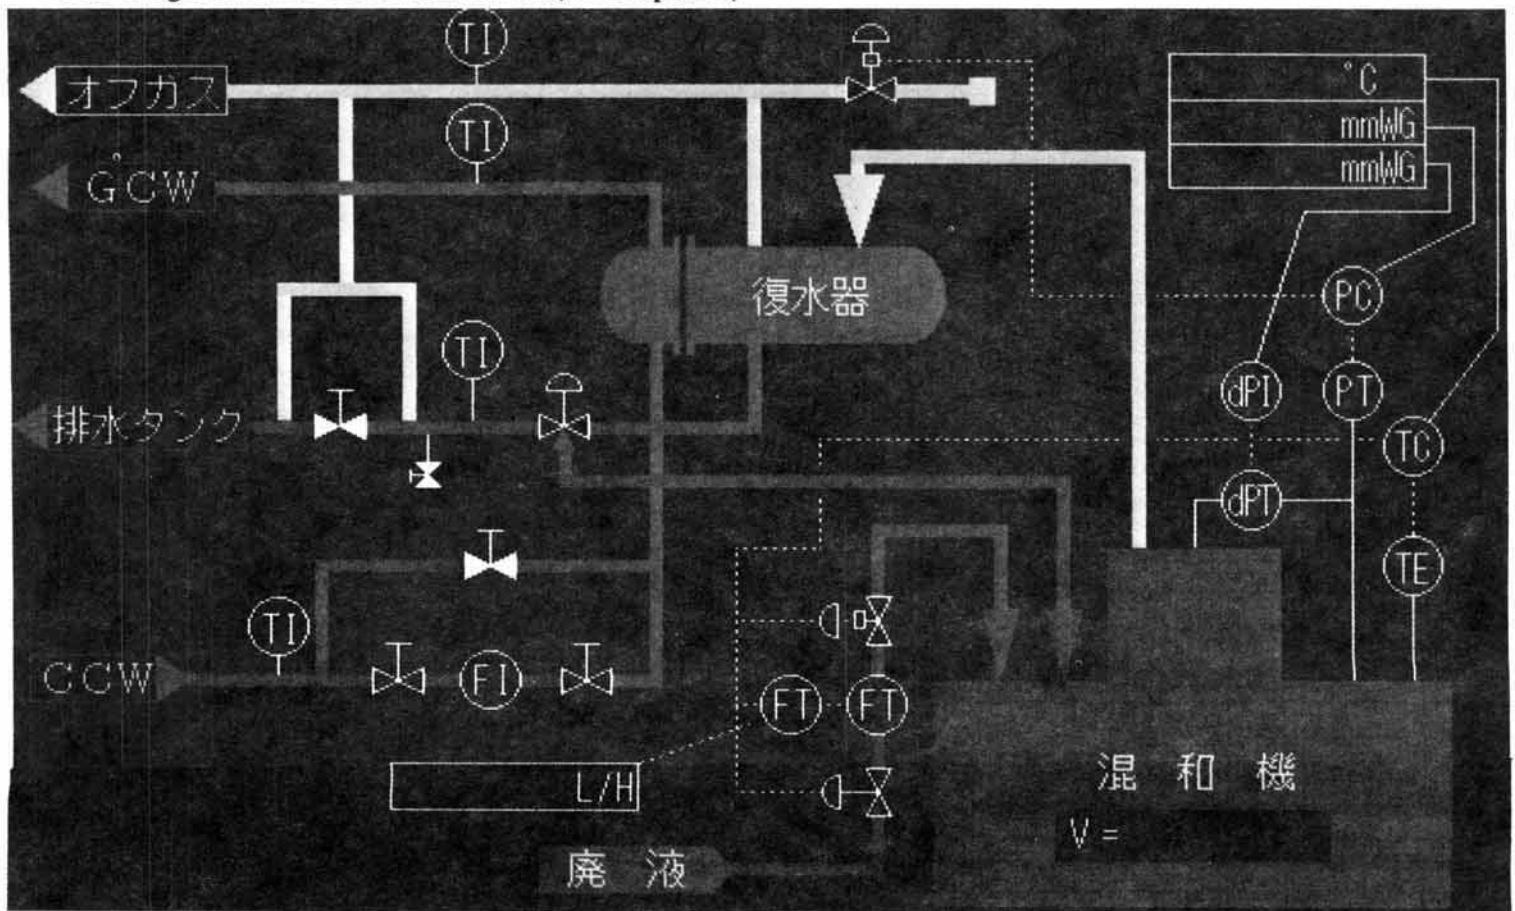 TI
オフガス
°C
TI
mmWG
G°CW
mmWG
復水器
PC
TI
dPI
PT
排水タンク
TC
dPT
TE
TI
CCW
FI
FT
FT
L/H
混和機
V =
廃液